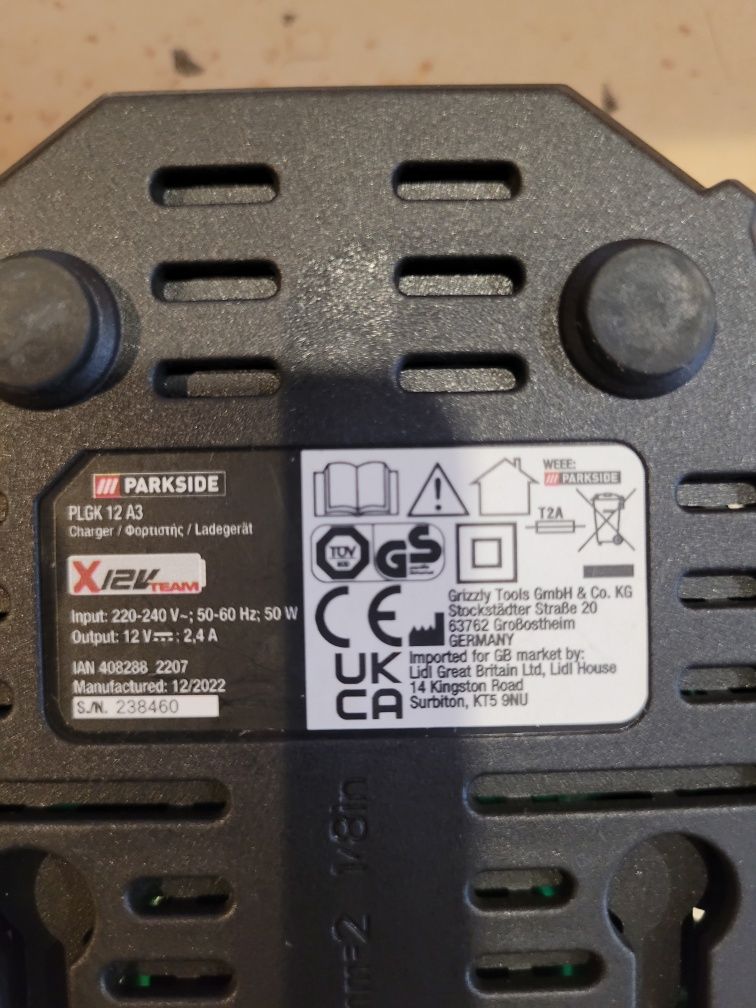 PARKSIDE
PLGK 12 A3
Charger / Φορτιστής / Ladegerät
X12V TEAM
Input: 220-240 V~; 50-60 Hz; 50 W
Output: 12 V⎓; 2,4 A
IAN 408288_2207
Manufactured: 12/2022
S./N. 238460
WEEE:
PARKSIDE
T2A
TÜV
GS
CE
Grizzly Tools GmbH & Co. KG
Stockstädter Straße 20
63762 Großostheim
GERMANY
UK
CA
Imported for GB market by:
Lidl Great Britain Ltd, Lidl House
14 Kingston Road
Surbiton, KT5 9NU
1/8in